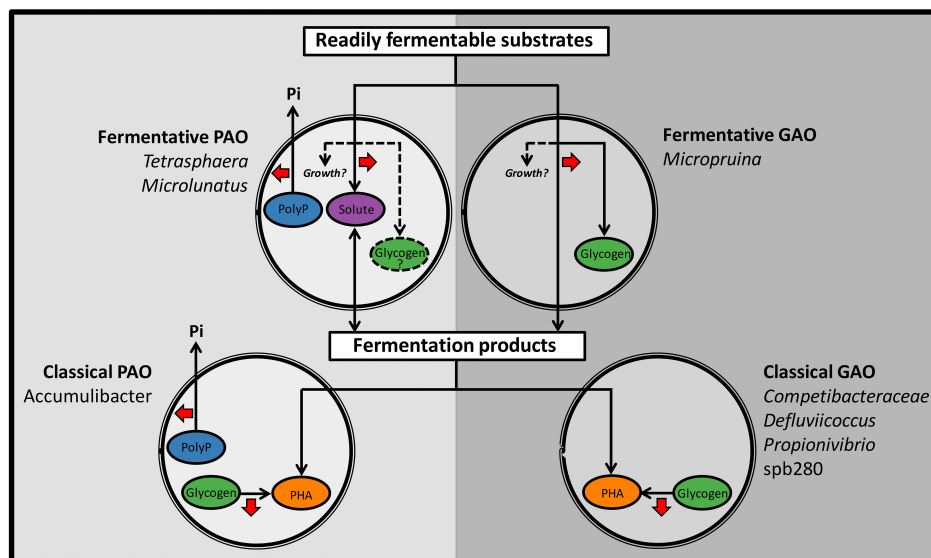 Readily fermentable substrates
Pi
Fermentative PAO
Tetrasphaera
Microlunatus
Growth?
PolyP
Solute
Glycogen
?
Fermentative GAO
Micropruina
Growth?
Glycogen
Fermentation products
Pi
Classical PAO
Accumulibacter
PolyP
Glycogen
PHA
Classical GAO
Competibacteraceae
Defluviicoccus
Propionivibrio
spb280
PHA
Glycogen